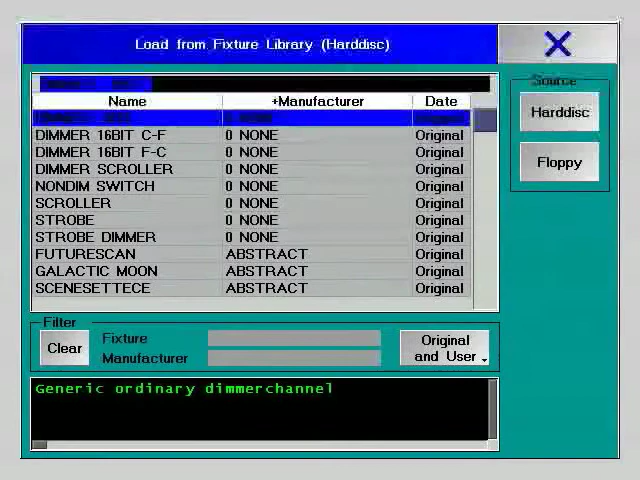 Load from Fixture Library (Harddisc)
Source
Harddisc
Floppy
Name +Manufacturer Date
DIMMER 16BIT C-F 0 NONE Original
DIMMER 16BIT F-C 0 NONE Original
DIMMER SCROLLER 0 NONE Original
NONDIM SWITCH 0 NONE Original
SCROLLER 0 NONE Original
STROBE 0 NONE Original
STROBE DIMMER 0 NONE Original
FUTURESCAN ABSTRACT Original
GALACTIC MOON ABSTRACT Original
SCENESETTECE ABSTRACT Original
Filter
Clear
Fixture
Manufacturer
Original
and User
Generic ordinary dimmerchannel